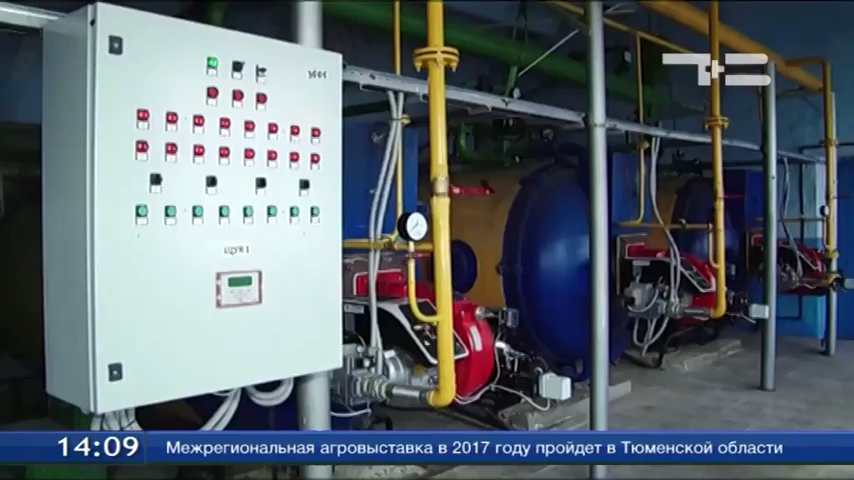 ЩУК 1
14:09 Межрегиональная агровыставка в 2017 году пройдет в Тюменской области